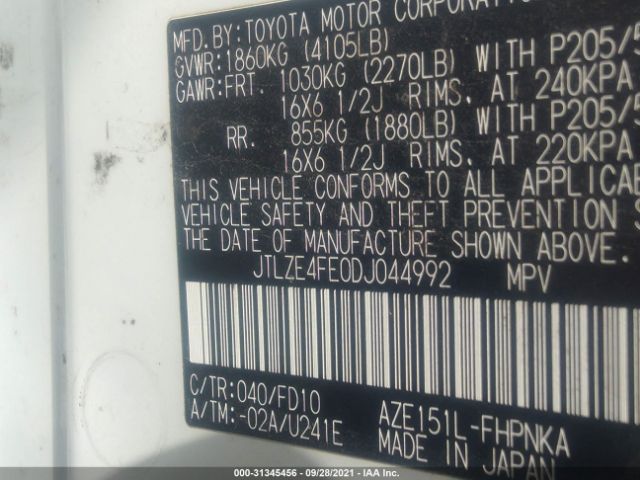 MFD. BY: TOYOTA MOTOR CORPORATION
GVWR: 1860KG (4105LB)
GAWR: FRT. 1030KG (2270LB) WITH P205/5
16X6 1/2J RIMS, AT 240KPA
RR. 855KG (1880LB) WITH P205/5
16X6 1/2J RIMS, AT 220KPA
THIS VEHICLE CONFORMS TO ALL APPLICAB
VEHICLE SAFETY AND THEFT PREVENTION S
THE DATE OF MANUFACTURE SHOWN ABOVE.
JTLZE4FE0DJ044992 MPV
C/TR: 040/FD10
A/TM: -02A/U241E
AZE151L-FHPNKA
MADE IN JAPAN
000-31345456 - 09/28/2021 - IAA Inc.